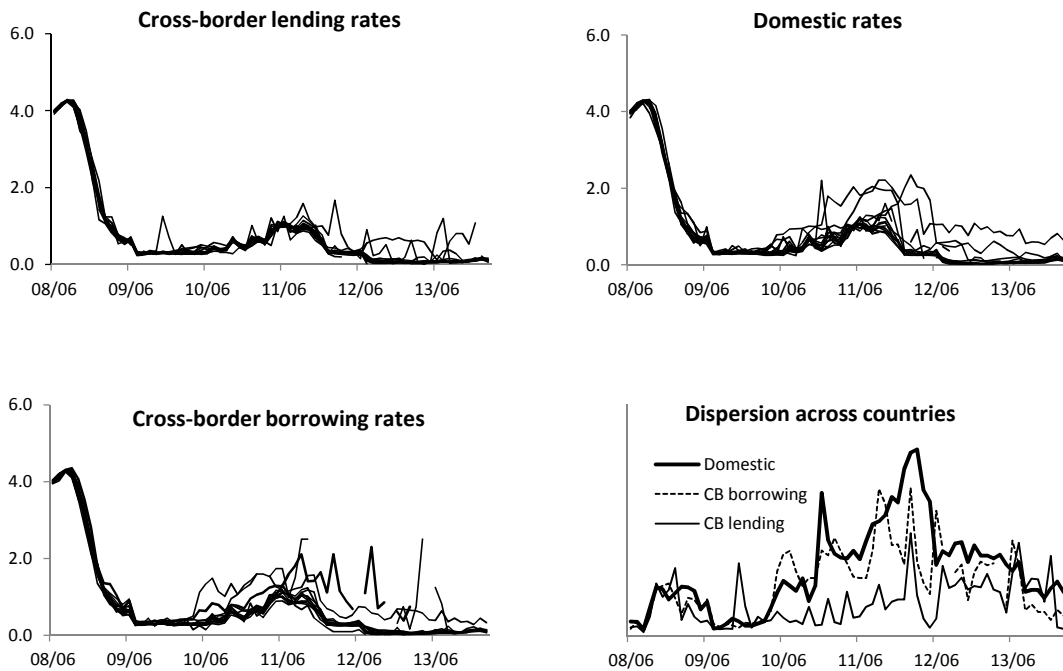 Cross-border lending rates
6.0
4.0
2.0
0.0
08/06 09/06 10/06 11/06 12/06 13/06
Domestic rates
6.0
4.0
2.0
0.0
08/06 09/06 10/06 11/06 12/06 13/06
Cross-border borrowing rates
6.0
4.0
2.0
0.0
08/06 09/06 10/06 11/06 12/06 13/06
Dispersion across countries
Domestic
CB borrowing
CB lending
08/06 09/06 10/06 11/06 12/06 13/06